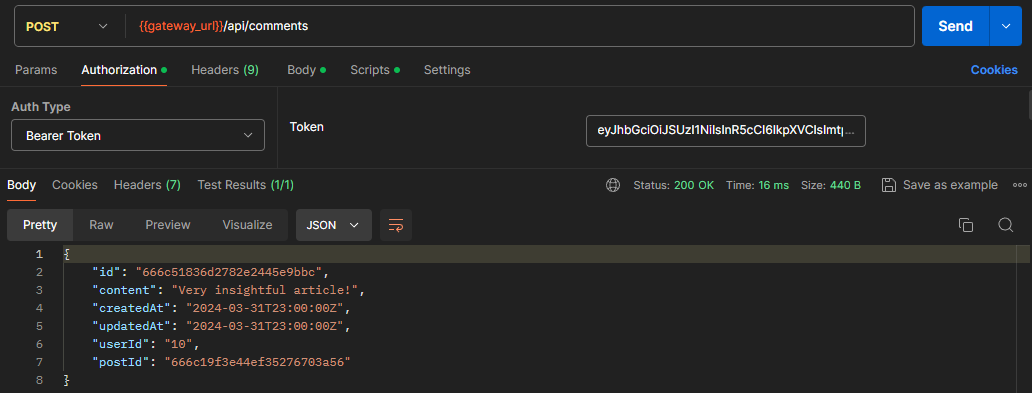 POST {{gateway_url}}/api/comments Send
Params Authorization Headers (9) Body Scripts Settings Cookies
Auth Type
Bearer Token
Token eyJhbGciOiJSUzI1NiIsInR5cCI6IkpXVCIsImtp...
Body Cookies Headers (7) Test Results (1/1) Status: 200 OK Time: 16 ms Size: 440 B Save as example
Pretty Raw Preview Visualize JSON
1 {
2 "id": "666c51836d2782e2445e9bbc",
3 "content": "Very insightful article!",
4 "createdAt": "2024-03-31T23:00:00Z",
5 "updatedAt": "2024-03-31T23:00:00Z",
6 "userId": "10",
7 "postId": "666c19f3e44ef35276703a56"
8 }